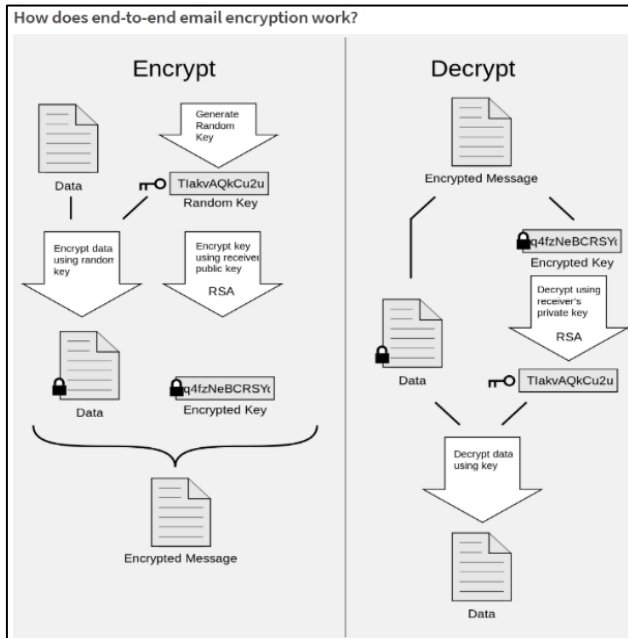 How does end-to-end email encryption work?
Encrypt
Generate
Random
Key
Data
TIakvAQkCu2u
Random Key
Encrypt data
using random
key
Encrypt key
using receiver
public key
RSA
Data
q4fzNeBCRSY
Encrypted Key
Encrypted Message
Decrypt
Encrypted Message
q4fzNeBCRSY
Encrypted Key
Decrypt using
receiver's
private key
RSA
Data
TIakvAQkCu2u
Decrypt data
using key
Data